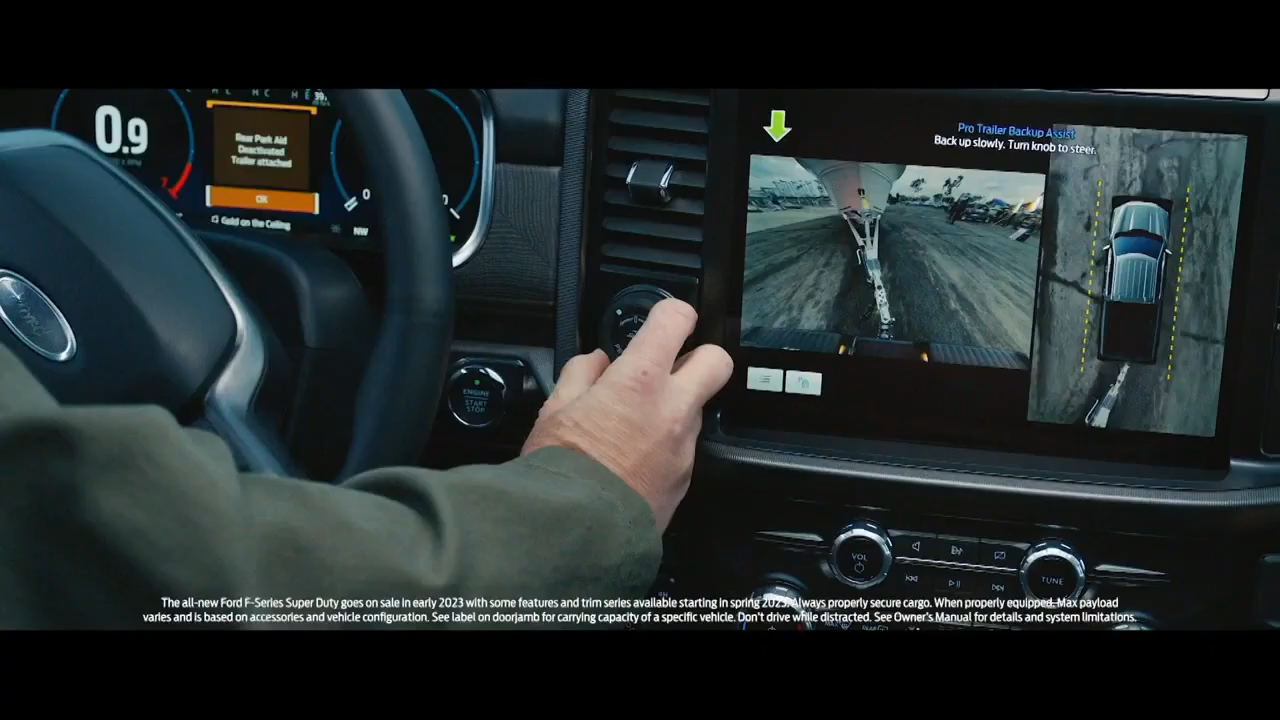 0.9
Rear Park Aid
Deactivated
Trailer attached
OK
Gold on the Ceiling
0
0
NW
ENGINE
START
STOP
Pro Trailer Backup Assist
Back up slowly. Turn knob to steer.
VOL
TUNE
The all-new Ford F-Series Super Duty goes on sale in early 2023 with some features and trim series available starting in spring 2023. Always properly secure cargo. When properly equipped. Max payload
varies and is based on accessories and vehicle configuration. See label on doorjamb for carrying capacity of a specific vehicle. Don't drive while distracted. See Owner's Manual for details and system limitations.